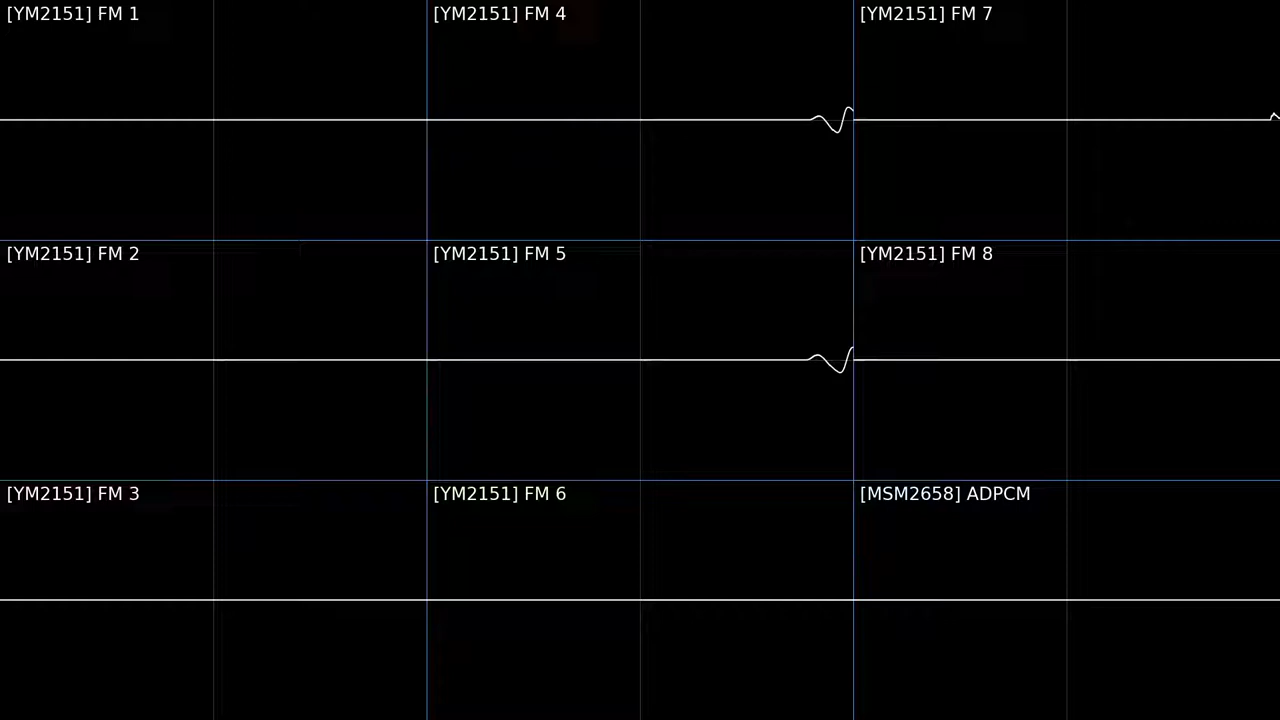 [YM2151] FM 1
[YM2151] FM 4
[YM2151] FM 7
[YM2151] FM 2
[YM2151] FM 5
[YM2151] FM 8
[YM2151] FM 3
[YM2151] FM 6
[MSM2658] ADPCM